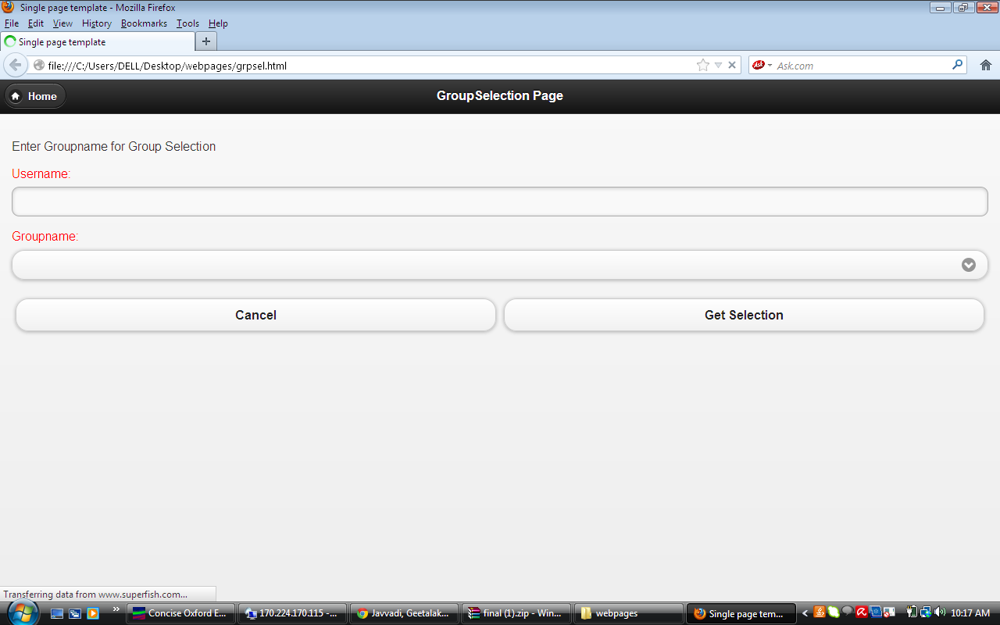 Single page template - Mozilla Firefox
File Edit View History Bookmarks Tools Help
Single page template
file:///C:/Users/DELL/Desktop/webpages/grpsel.html
Ask Ask.com
Home
GroupSelection Page
Enter Groupname for Group Selection
Username:
Groupname:
Cancel Get Selection
Transferring data from www.superfish.com...
Concise Oxford E... 170.224.170.115 -... Javvadi, Geetalak... final (1).zip - Win... webpages Single page tem... 10:17 AM